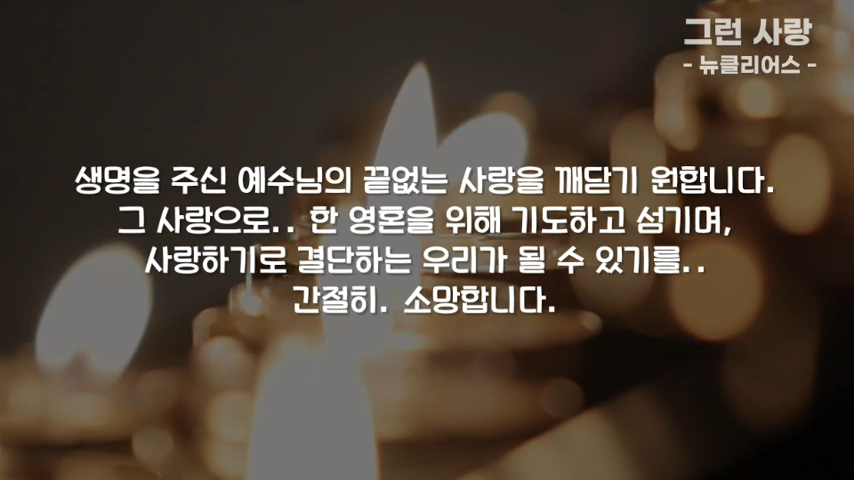 그런 사랑
- 뉴클리어스 -
생명을 주신 예수님의 끝없는 사랑을 깨닫기 원합니다.
그 사랑으로.. 한 영혼을 위해 기도하고 섬기며,
사랑하기로 결단하는 우리가 될 수 있기를..
간절히. 소망합니다.